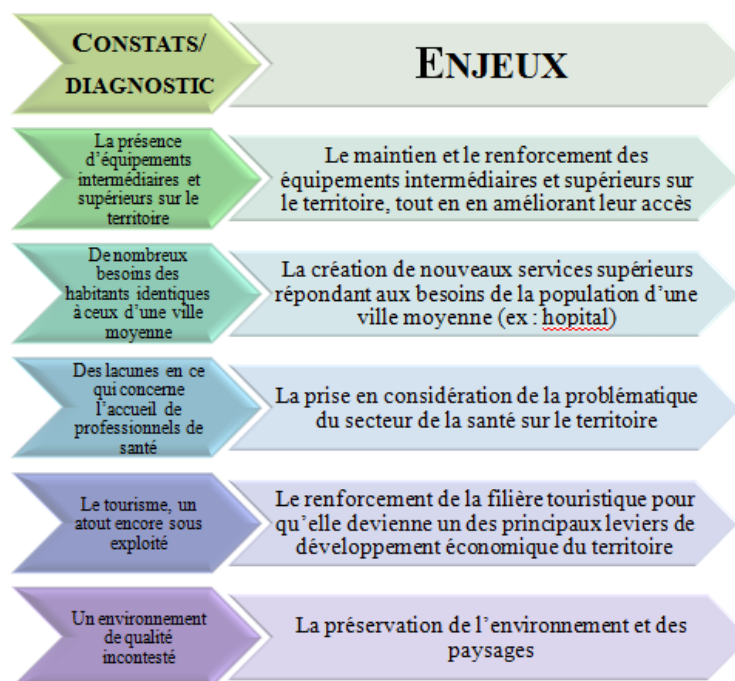 CONSTATS/
DIAGNOSTIC
ENJEUX
La présence
d’équipements
intermédiaires et
supérieurs sur le
territoire
Le maintien et le renforcement des
équipements intermédiaires et supérieurs sur
le territoire, tout en en améliorant leur accès
De nombreux
besoins des
habitants identiques
à ceux d’une ville
moyenne
La création de nouveaux services supérieurs
répondant aux besoins de la population d’une
ville moyenne (ex : hopital)
Des lacunes en ce
qui concerne
l’accueil de
professionnels de
santé
La prise en considération de la problématique
du secteur de la santé sur le territoire
Le tourisme, un
atout encore sous
exploité
Le renforcement de la filière touristique pour
qu’elle devienne un des principaux leviers de
développement économique du territoire
Un environnement
de qualité
incontesté
La préservation de l’environnement et des
paysages